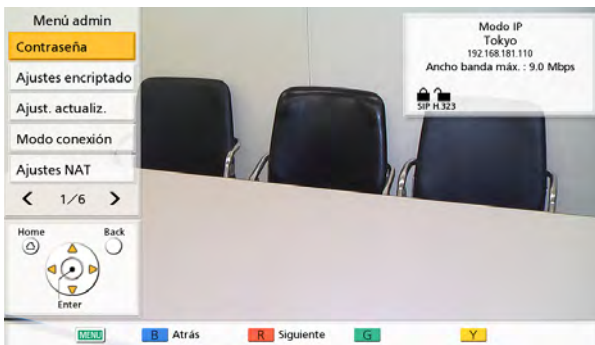 Menú admin
Contraseña
Ajustes encriptado
Ajust. actualiz.
Modo conexión
Ajustes NAT
1/6
Home
Back
Enter
Modo IP
Tokyo
192.168.181.110
Ancho banda máx. : 9.0 Mbps
SIP H.323
MENU
B Atrás
R Siguiente
G
Y